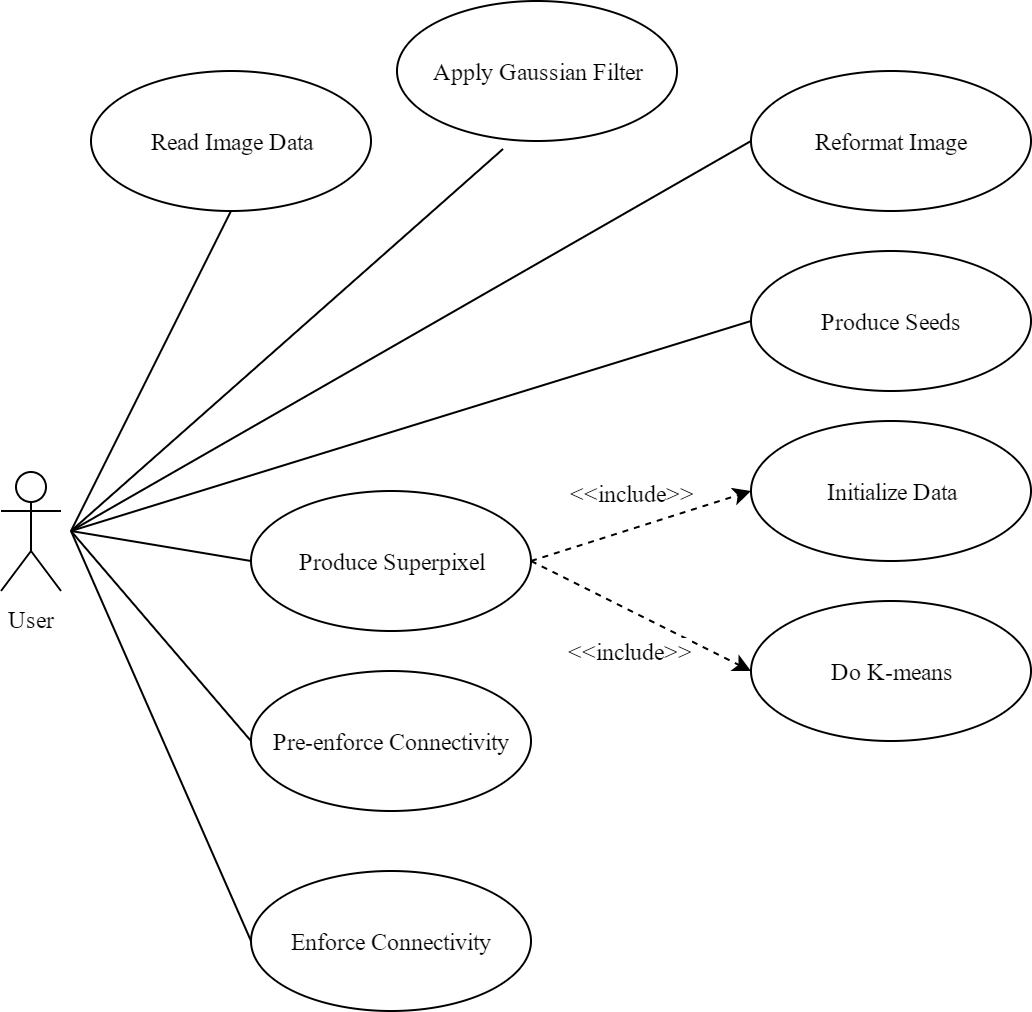 Apply Gaussian Filter
Read Image Data
Reformat Image
Produce Seeds
<<include>>
Initialize Data
Produce Superpixel
User
<<include>>
Do K-means
Pre-enforce Connectivity
Enforce Connectivity